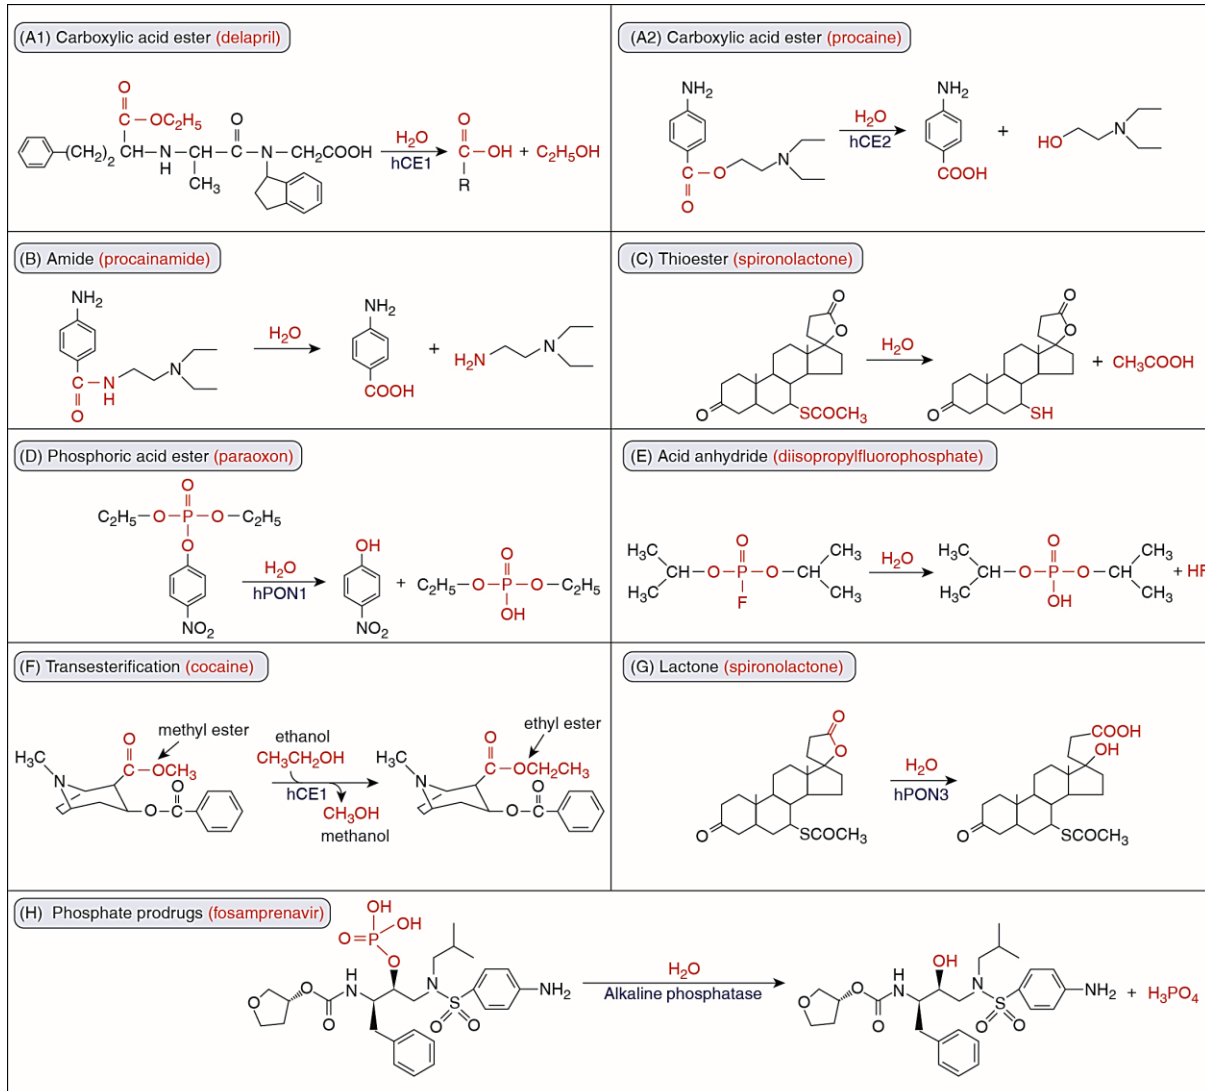 (A1) Carboxylic acid ester (delapril)
O
C
OC2H5
(CH2)2
CH
N
H
CH
CH3
O
C
N
CH2COOH
H2O
hCE1
O
C
OH
R
+ C2H5OH
(A2) Carboxylic acid ester (procaine)
NH2
C
O
O
N
H2O
hCE2
NH2
COOH
+
HO
N
(B) Amide (procainamide)
NH2
C
N
H
O
N
H2O
NH2
COOH
+
H2N
N
(C) Thioester (spironolactone)
O
O
O
SCOCH3
H2O
O
O
O
SH
+ CH3COOH
(D) Phosphoric acid ester (paraoxon)
O
C2H5—O—P—O—C2H5
O
NO2
H2O
hPON1
OH
NO2
+
O
C2H5—O—P—O—C2H5
OH
(E) Acid anhydride (diisopropylfluorophosphate)
H3C
H3C
CH
O
O
P
F
O
CH
CH3
CH3
H2O
H3C
H3C
CH
O
O
P
OH
O
CH
CH3
CH3
+ HF
(F) Transesterification (cocaine)
methyl ester
H3C
N
O
C
OCH3
O
O
C
ethanol
CH3CH2OH
hCE1
CH3OH
methanol
ethyl ester
H3C
N
O
C
OCH2CH3
O
O
C
(G) Lactone (spironolactone)
O
O
O
SCOCH3
H2O
hPON3
COOH
OH
O
SCOCH3
(H) Phosphate prodrugs (fosamprenavir)
OH
OH
O=P
O
O
O
O
H
N
N
S
O O
NH2
H2O
Alkaline phosphatase
O
O
O
H
N
OH
N
S
O O
NH2
+ H3PO4